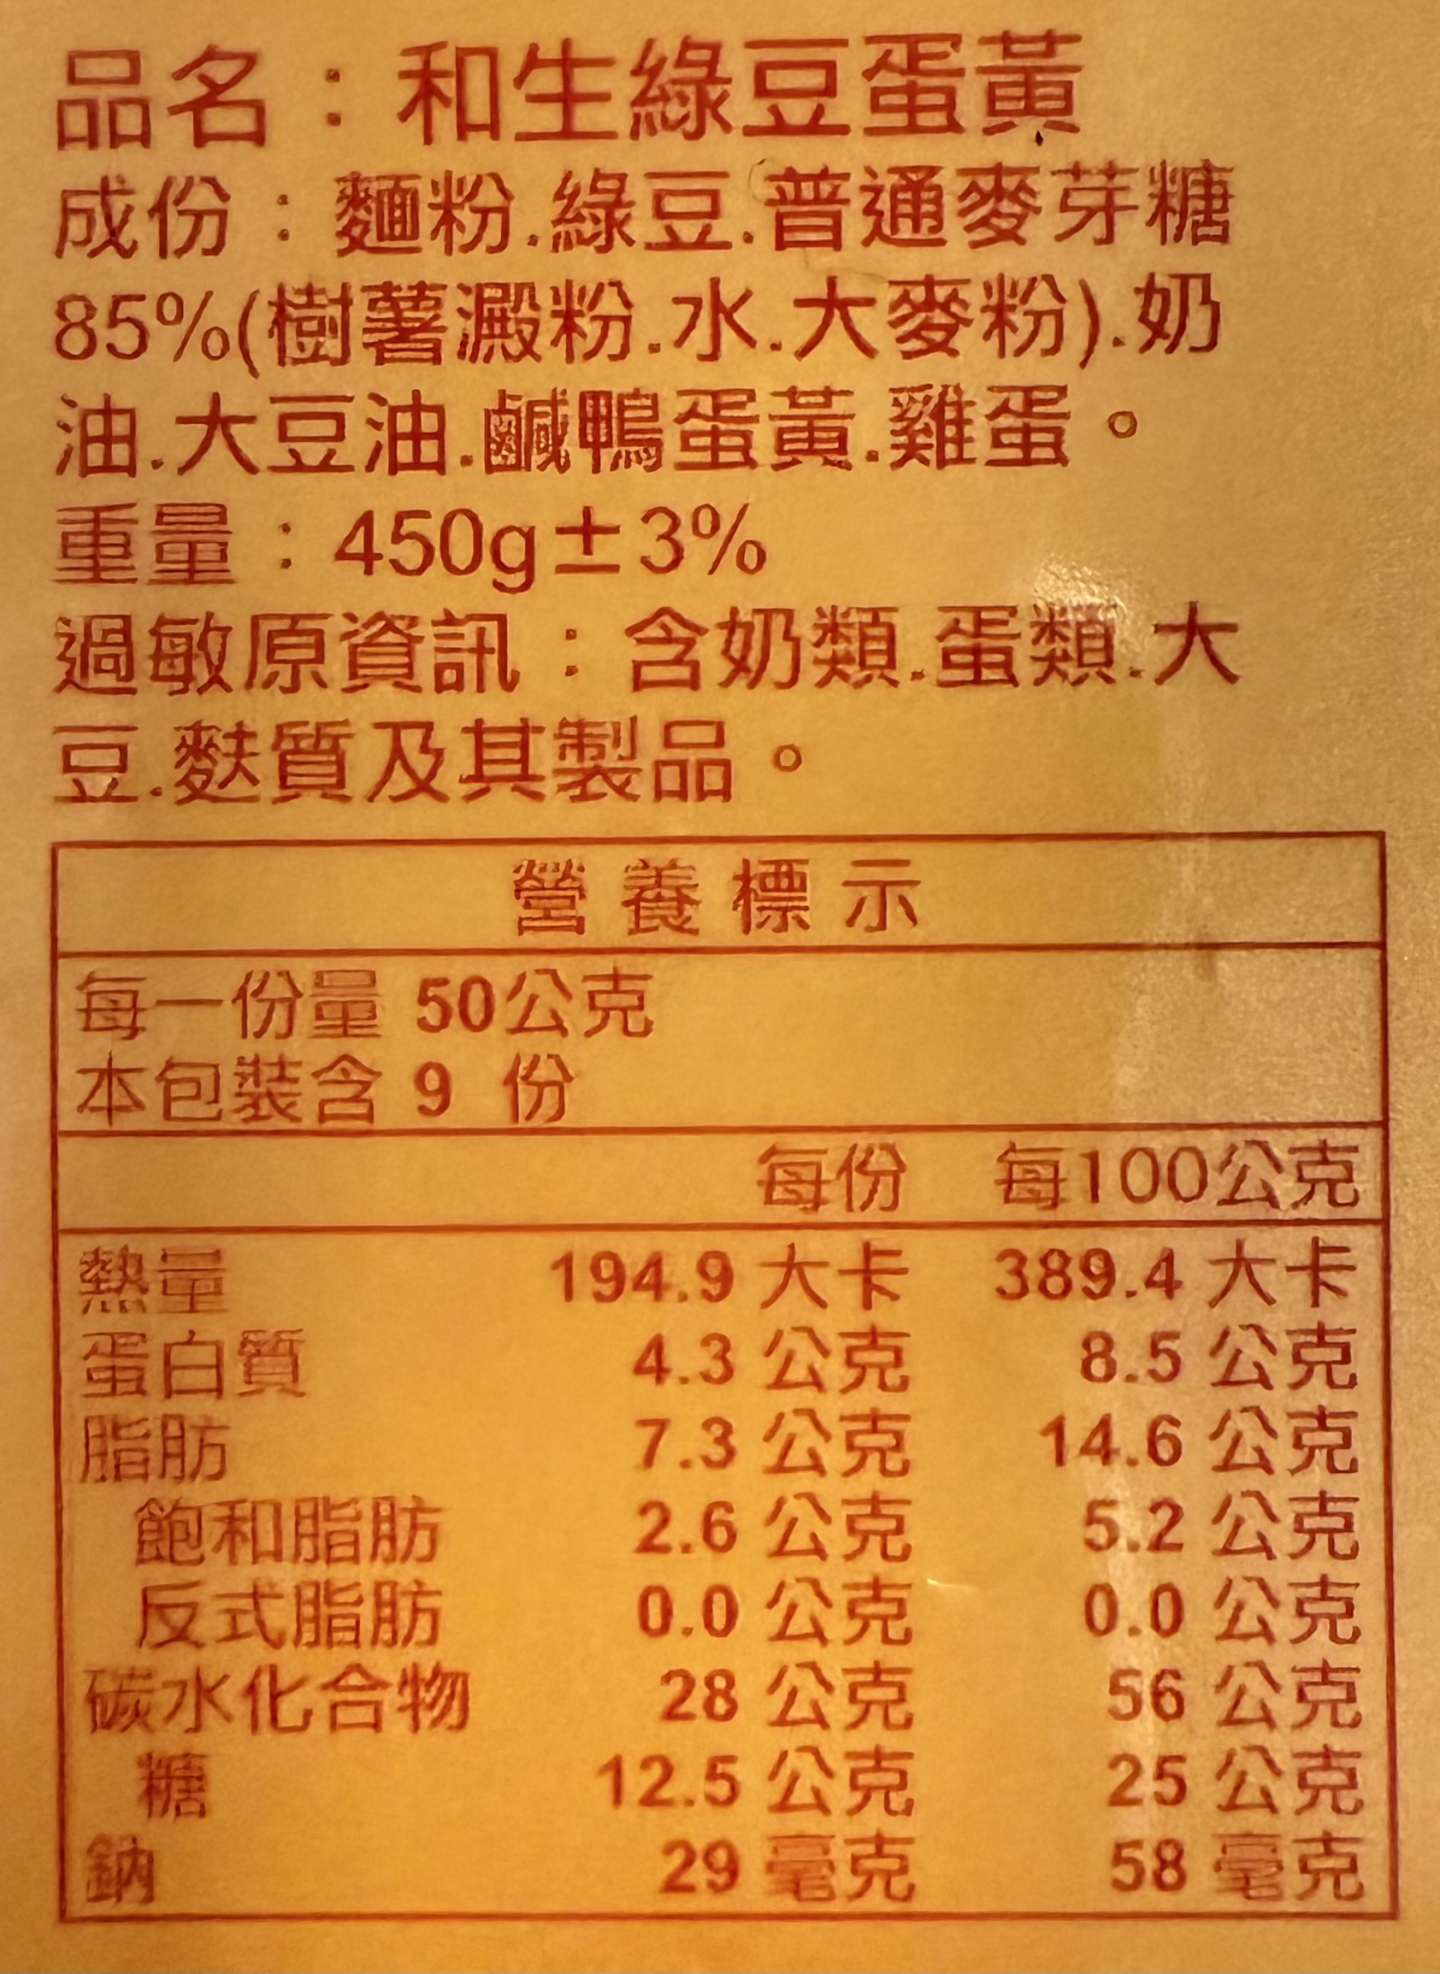 品名：和生綠豆蛋黃
成份：麵粉.綠豆.普通麥芽糖
85%(樹薯澱粉.水.大麥粉).奶
油.大豆油.鹹鴨蛋黃.雞蛋。
重量：450g±3%
過敏原資訊：含奶類.蛋類.大
豆.麩質及其製品。
營養標示
每一份量 50公克
本包裝含 9 份
每份 每100公克
熱量 194.9 大卡 389.4 大卡
蛋白質 4.3 公克 8.5 公克
脂肪 7.3 公克 14.6 公克
飽和脂肪 2.6 公克 5.2 公克
反式脂肪 0.0 公克 0.0 公克
碳水化合物 28 公克 56 公克
糖 12.5 公克 25 公克
鈉 29 毫克 58 毫克